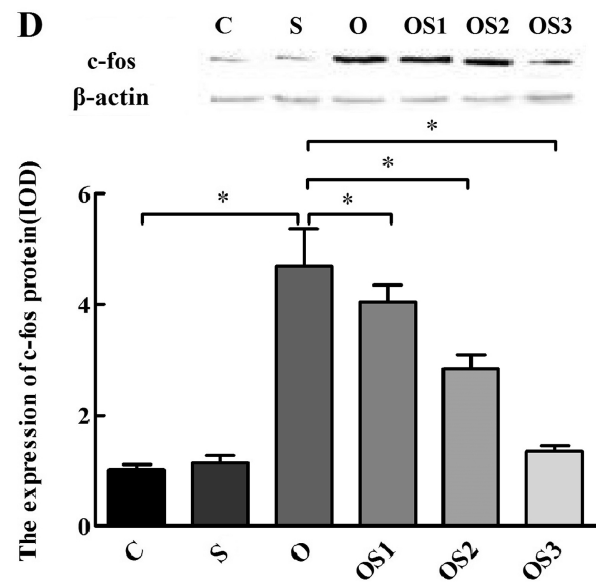 D
C S O OS1 OS2 OS3
c-fos
β-actin
*
*
* *
The expression of c-fos protein(IOD)
6
4
2
0
C S O OS1 OS2 OS3